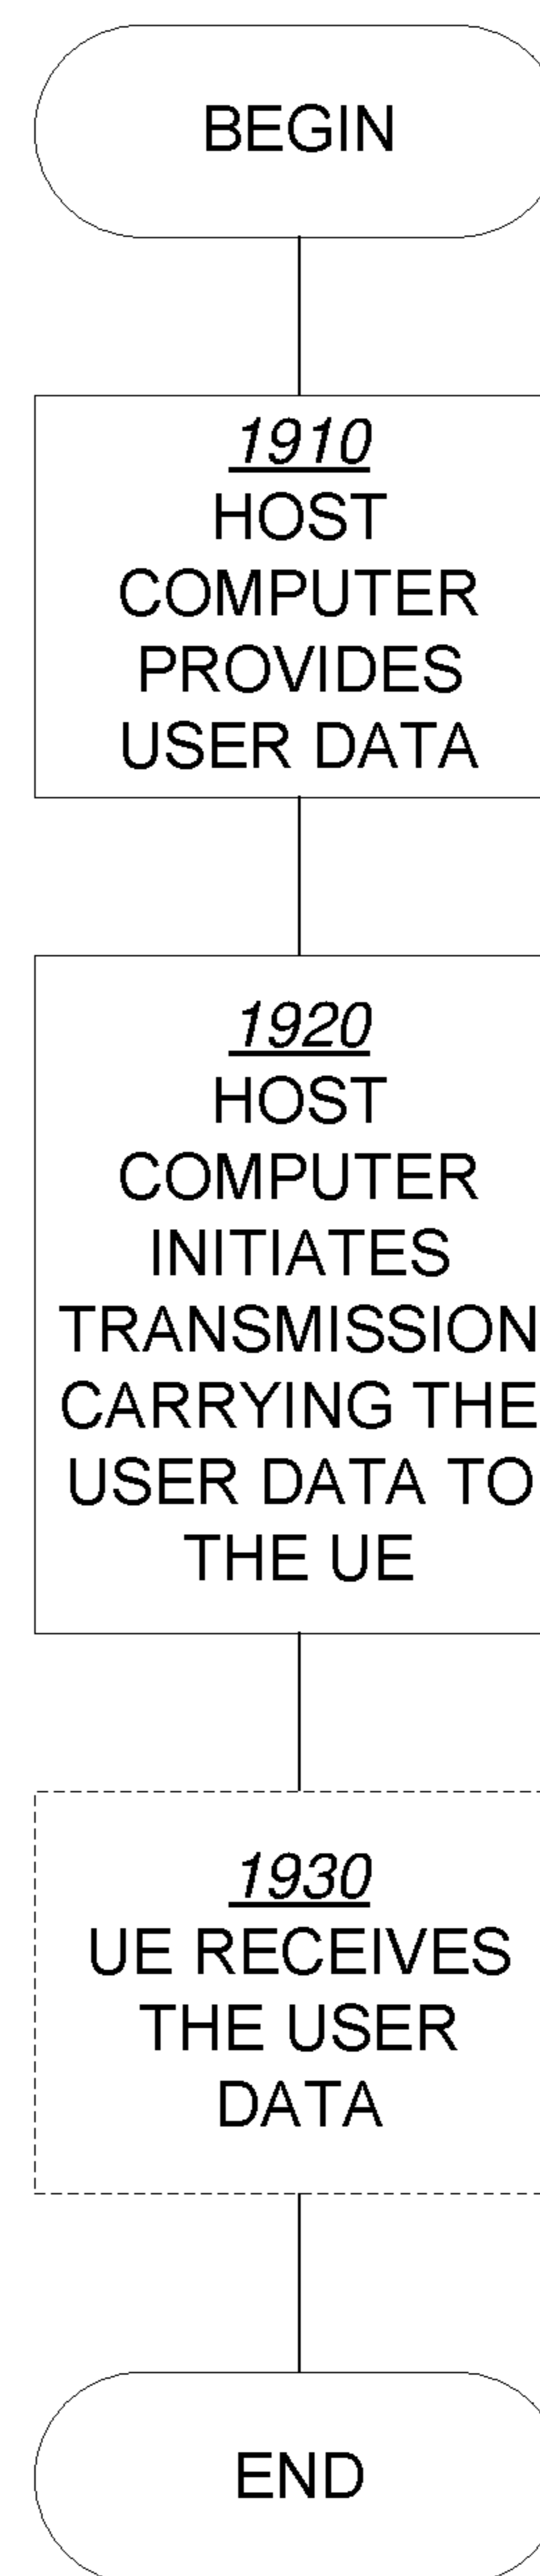 BEGIN
1910
HOST
COMPUTER
PROVIDES
USER DATA
1920
HOST
COMPUTER
INITIATES
TRANSMISSION
CARRYING THE
USER DATA TO
THE UE
1930
UE RECEIVES
THE USER
DATA
END